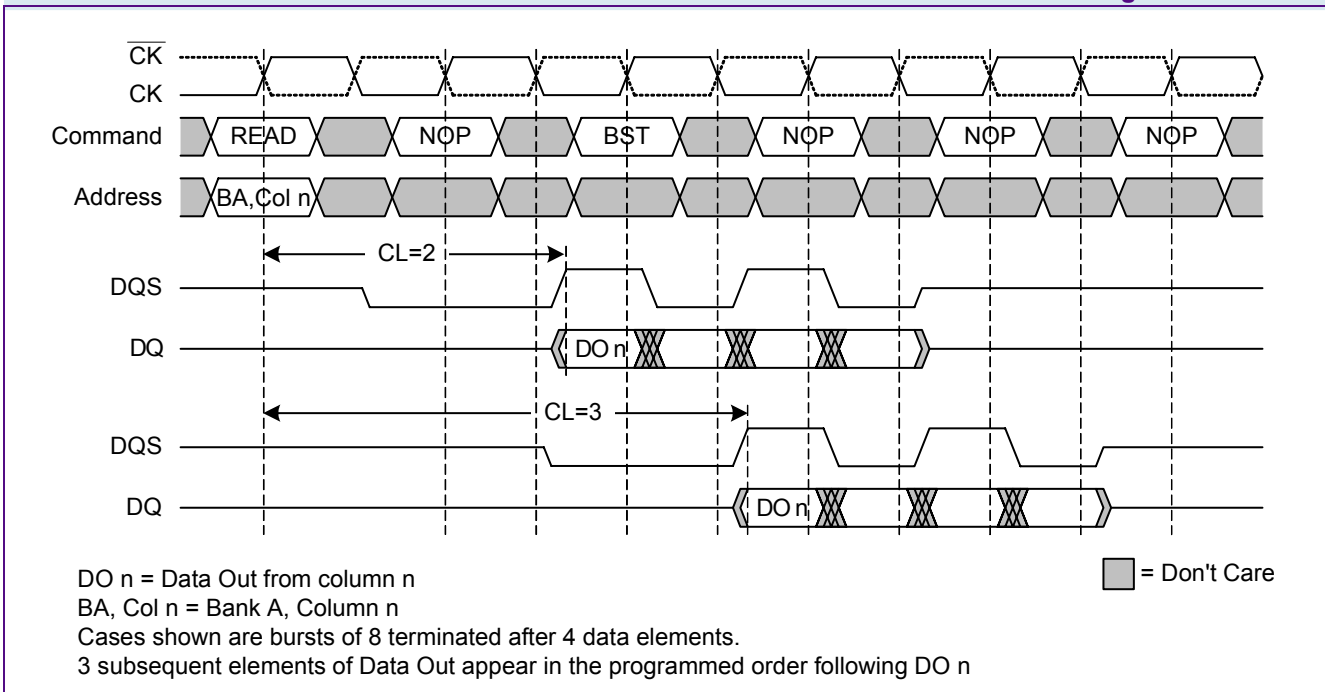 CK
CK
Command READ NOP BST NOP NOP NOP
Address BA,Col n
CL=2
DQS
DQ DO n
CL=3
DQS
DQ DO n
DO n = Data Out from column n
= Don't Care
BA, Col n = Bank A, Column n
Cases shown are bursts of 8 terminated after 4 data elements.
3 subsequent elements of Data Out appear in the programmed order following DO n